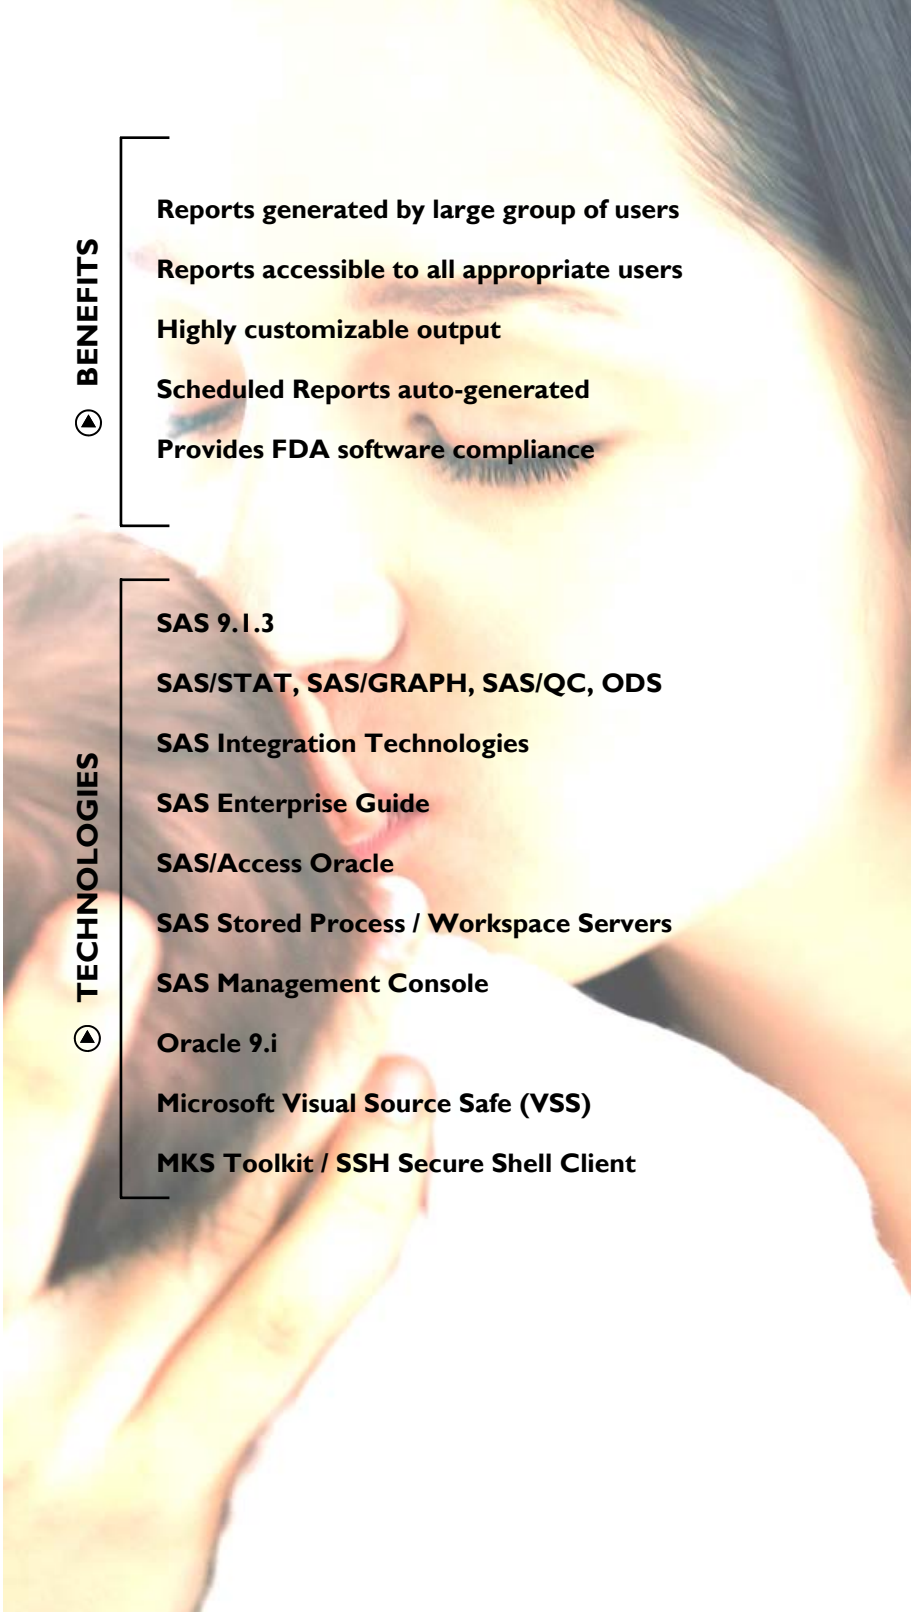 BENEFITS
Reports generated by large group of users
Reports accessible to all appropriate users
Highly customizable output
Scheduled Reports auto-generated
Provides FDA software compliance
TECHNOLOGIES
SAS 9.1.3
SAS/STAT, SAS/GRAPH, SAS/QC, ODS
SAS Integration Technologies
SAS Enterprise Guide
SAS/Access Oracle
SAS Stored Process / Workspace Servers
SAS Management Console
Oracle 9.i
Microsoft Visual Source Safe (VSS)
MKS Toolkit / SSH Secure Shell Client